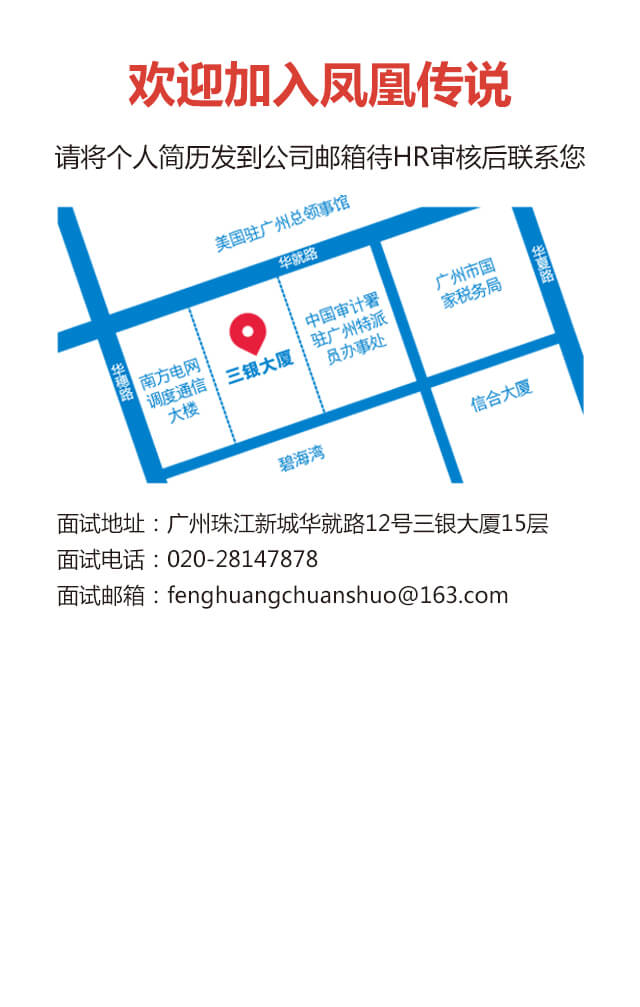 欢迎加入凤凰传说
请将个人简历发到公司邮箱待HR审核后联系您
美国驻广州总领事馆
华就路
华夏路
广州市国
家税务局
中国审计署
驻广州特派
员办事处
三银大厦
华穗路
南方电网
调度通信
大楼
信合大厦
碧海湾
面试地址：广州珠江新城华就路12号三银大厦15层
面试电话：020-28147878
面试邮箱：fenghuangchuanshuo@163.com